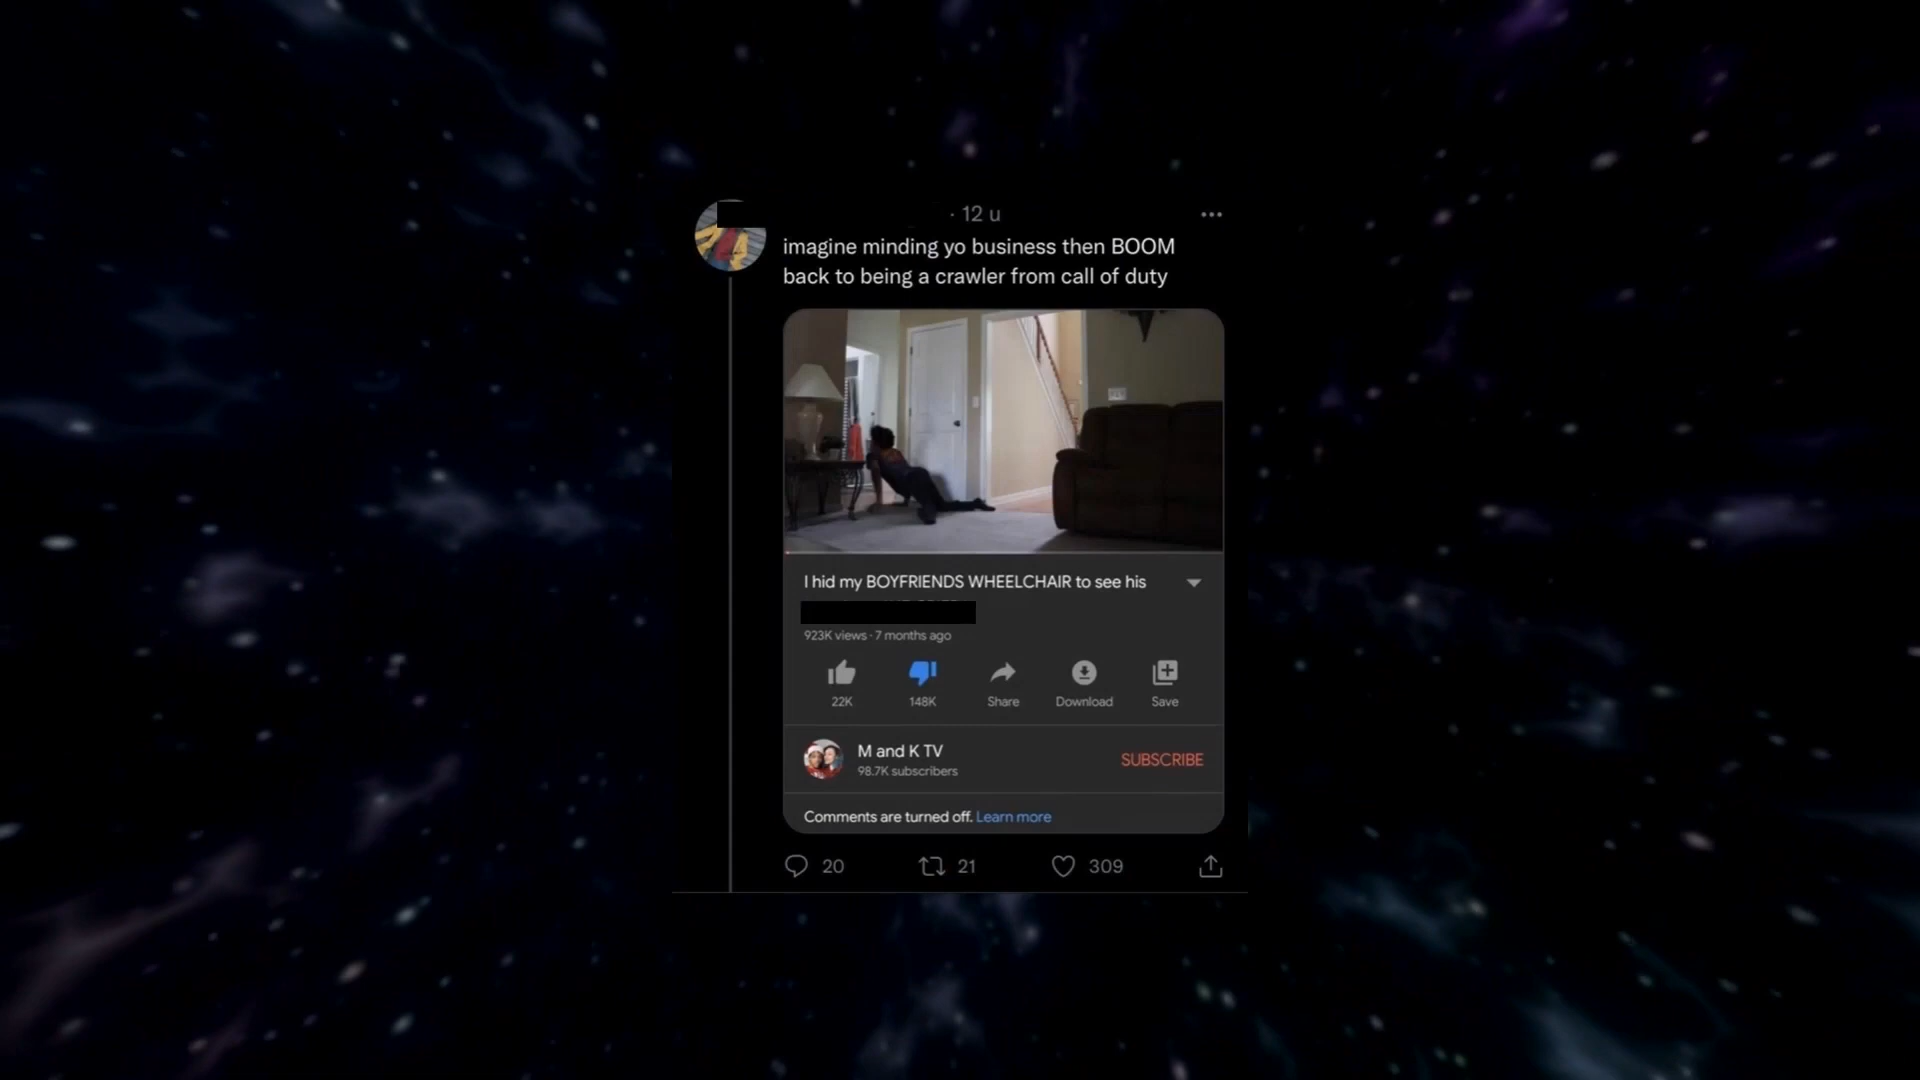 · 12 u
imagine minding yo business then BOOM
back to being a crawler from call of duty
I hid my BOYFRIENDS WHEELCHAIR to see his
923K views · 7 months ago
22K
148K
Share
Download
Save
M and K TV
98.7K subscribers
SUBSCRIBE
Comments are turned off. Learn more
20
21
309